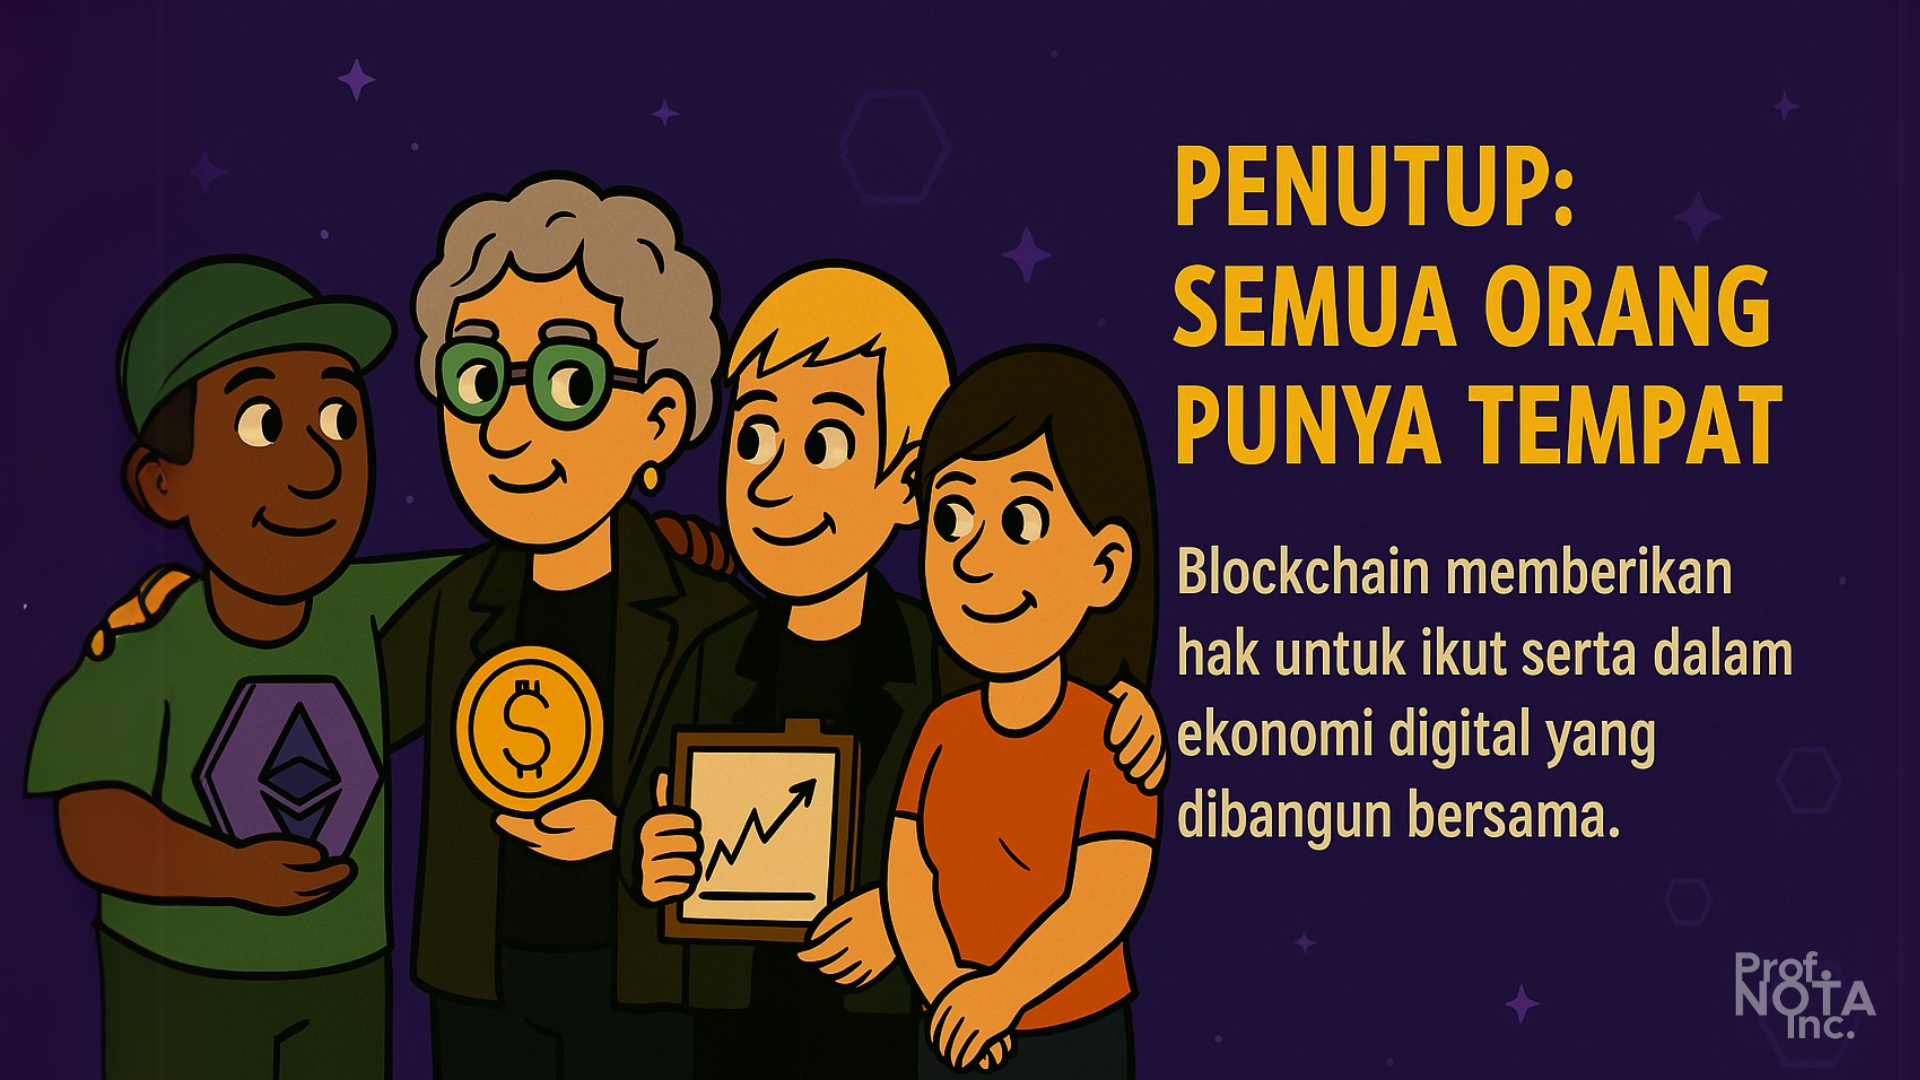 PENUTUP:
SEMUA ORANG
PUNYA TEMPAT
Blockchain memberikan
hak untuk ikut serta dalam
ekonomi digital yang
dibangun bersama.
$
Prof.
NOTA
Inc.